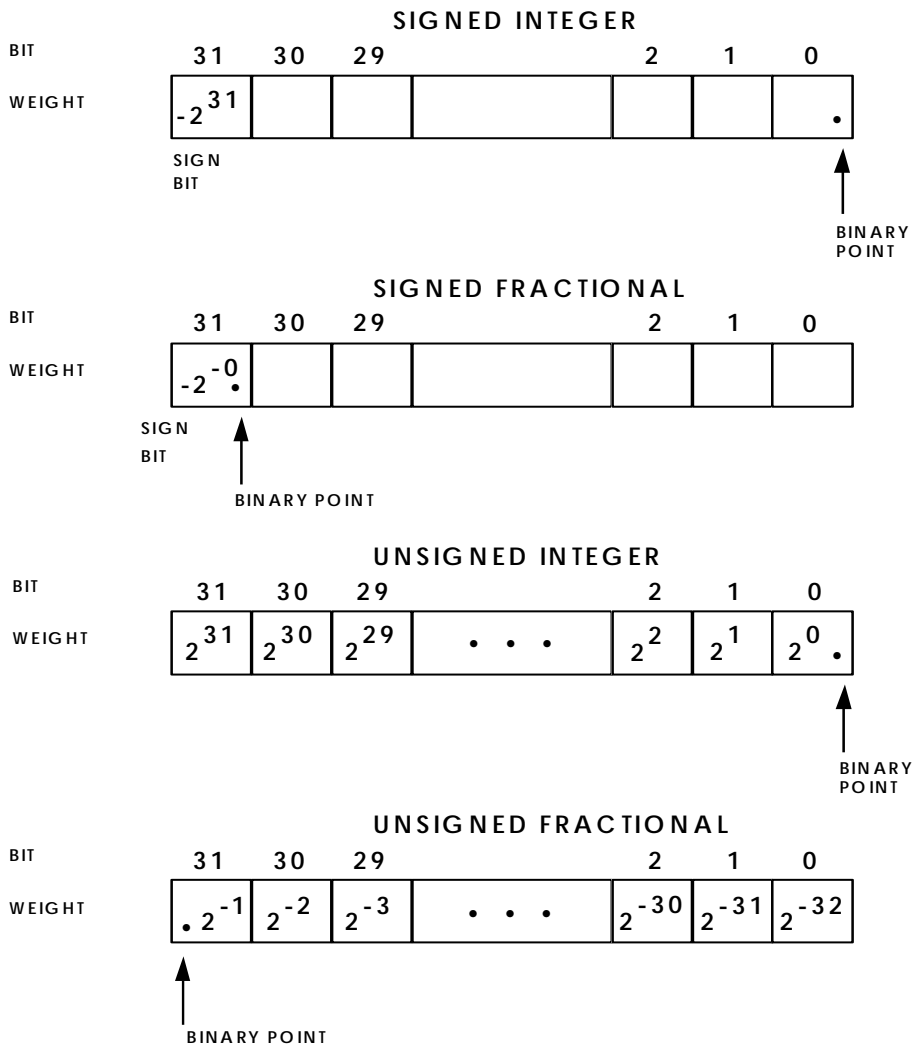 SIGNED INTEGER
BIT 31 30 29 2 1 0
WEIGHT -2^31 .
SIGN
BIT
BINARY
POINT
SIGNED FRACTIONAL
BIT 31 30 29 2 1 0
WEIGHT -2^-0 .
SIGN
BIT
BINARY POINT
UNSIGNED INTEGER
BIT 31 30 29 2 1 0
WEIGHT 2^31 2^30 2^29 • • • 2^2 2^1 2^0 .
BINARY
POINT
UNSIGNED FRACTIONAL
BIT 31 30 29 2 1 0
WEIGHT . 2^-1 2^-2 2^-3 • • • 2^-30 2^-31 2^-32
BINARY POINT